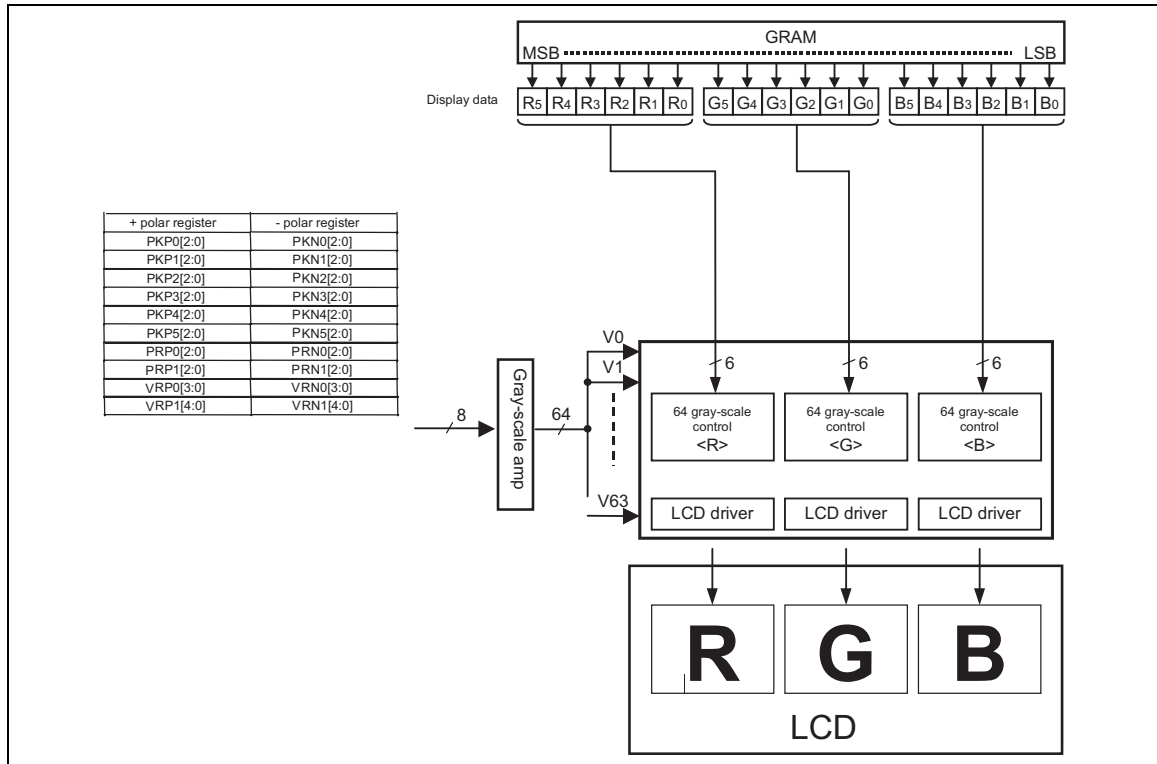 GRAM
MSB LSB
Display data R5 R4 R3 R2 R1 R0 G5 G4 G3 G2 G1 G0 B5 B4 B3 B2 B1 B0
+ polar register - polar register
PKP0[2:0] PKN0[2:0]
PKP1[2:0] PKN1[2:0]
PKP2[2:0] PKN2[2:0]
PKP3[2:0] PKN3[2:0]
PKP4[2:0] PKN4[2:0]
PKP5[2:0] PKN5[2:0]
PRP0[2:0] PRN0[2:0]
PRP1[2:0] PRN1[2:0]
VRP0[3:0] VRN0[3:0]
VRP1[4:0] VRN1[4:0]
8
Gray-scale amp
64
V0
V1
V63
6 6 6
64 gray-scale
control
<R>
64 gray-scale
control
<G>
64 gray-scale
control
<B>
LCD driver LCD driver LCD driver
R G B
LCD